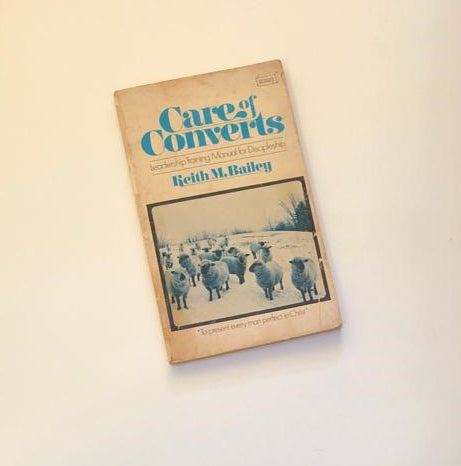 Care of
Converts
Leadership Training Manual for Discipleship
Keith M. Bailey
"To present every man perfect in Christ"